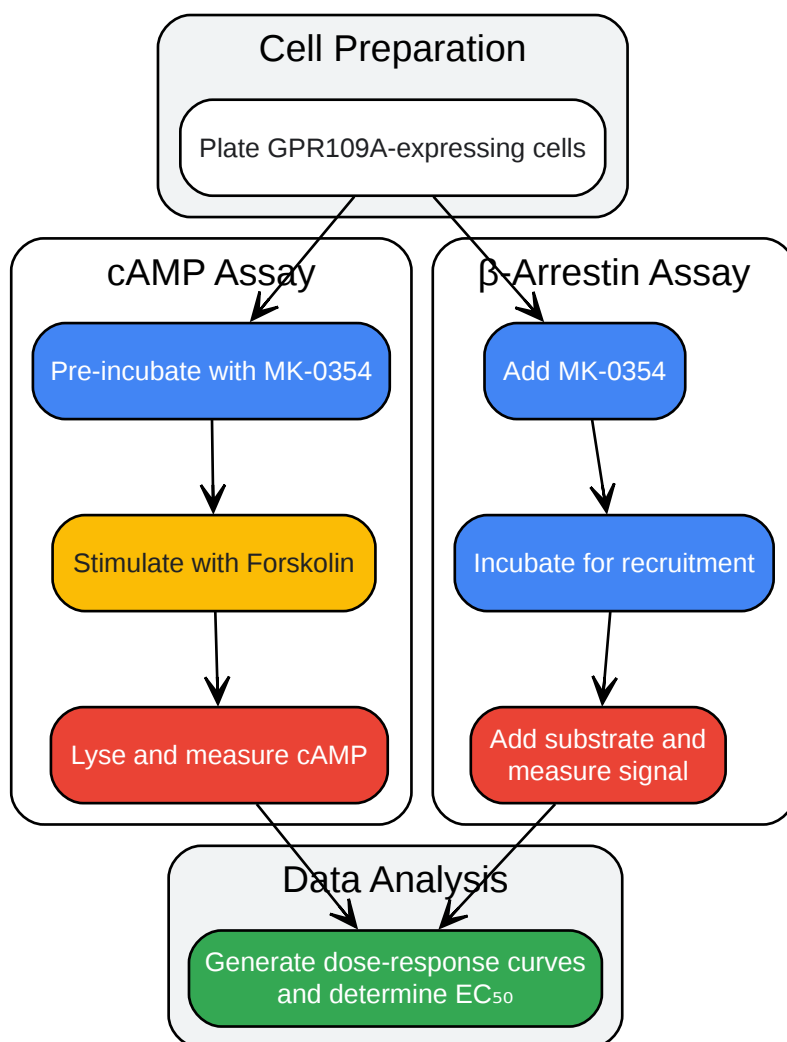 Cell Preparation
Plate GPR109A-expressing cells
cAMP Assay
Pre-incubate with MK-0354
Stimulate with Forskolin
Lyse and measure cAMP
β-Arrestin Assay
Add MK-0354
Incubate for recruitment
Add substrate and
measure signal
Data Analysis
Generate dose-response curves
and determine EC₅₀